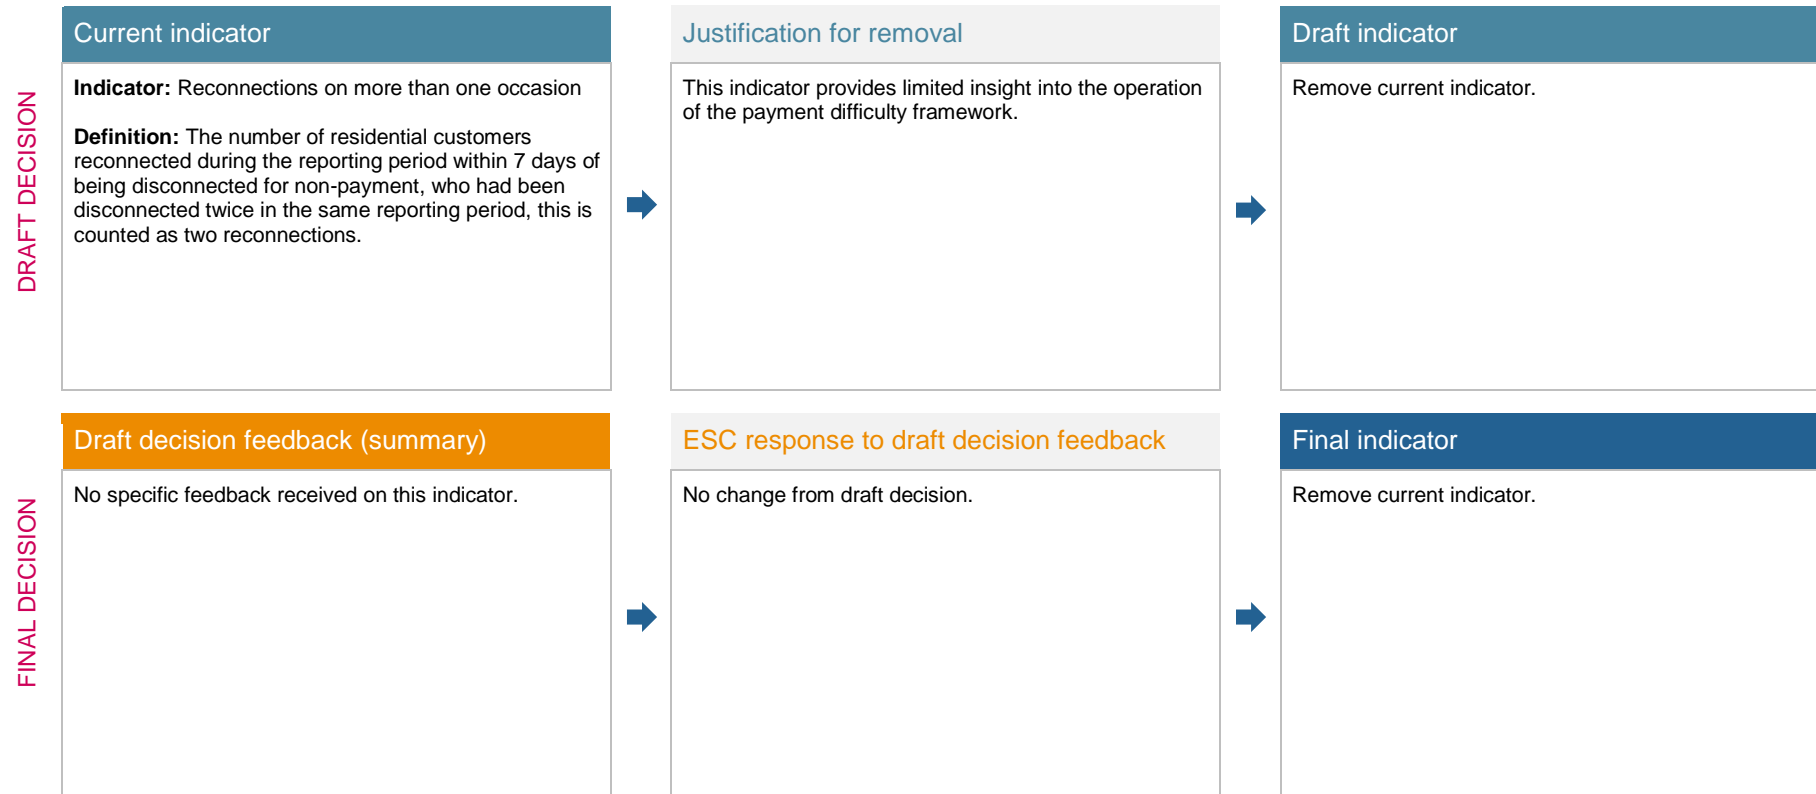 DRAFT DECISION
Current indicator
Indicator: Reconnections on more than one occasion
Definition: The number of residential customers
reconnected during the reporting period within 7 days of
being disconnected for non-payment, who had been
disconnected twice in the same reporting period, this is
counted as two reconnections.
Justification for removal
This indicator provides limited insight into the operation
of the payment difficulty framework.
Draft indicator
Remove current indicator.
FINAL DECISION
Draft decision feedback (summary)
No specific feedback received on this indicator.
ESC response to draft decision feedback
No change from draft decision.
Final indicator
Remove current indicator.